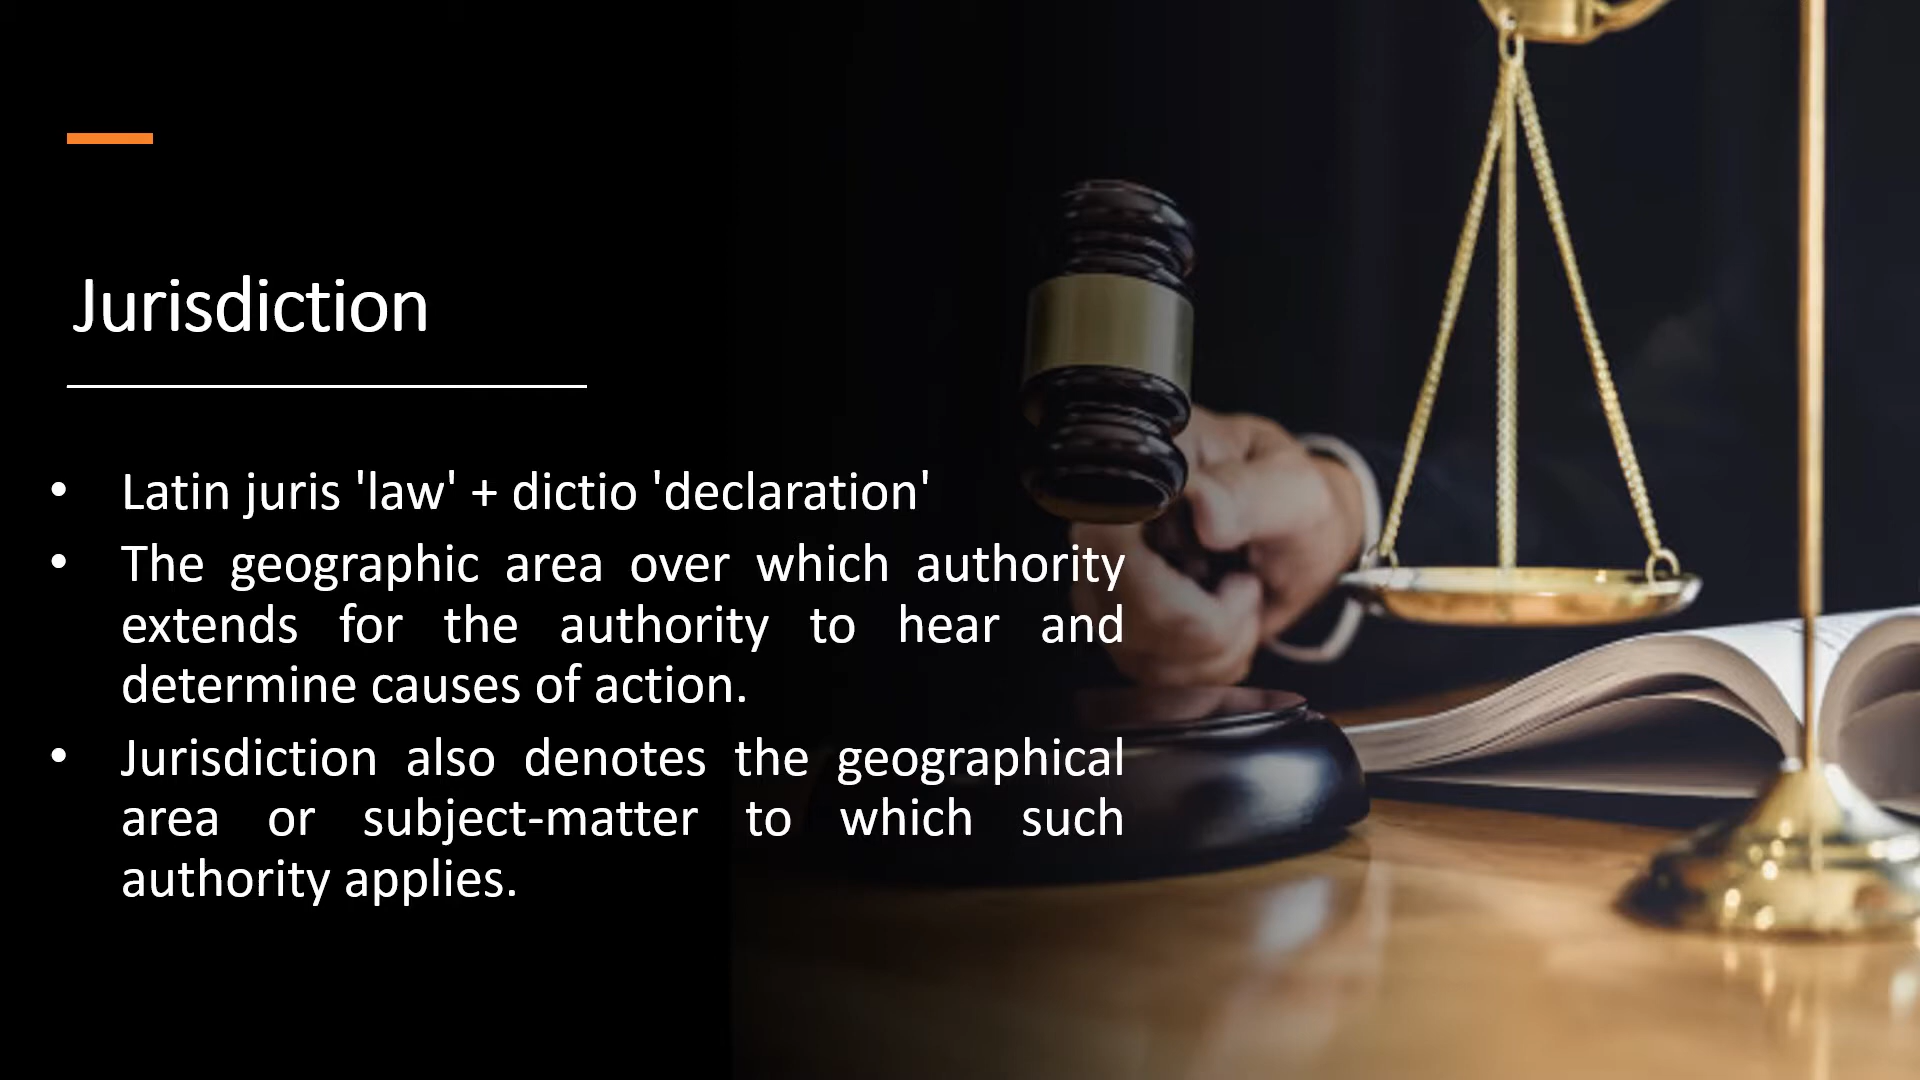 Jurisdiction
• Latin juris 'law' + dictio 'declaration'
• The geographic area over which authority
extends for the authority to hear and
determine causes of action.
• Jurisdiction also denotes the geographical
area or subject-matter to which such
authority applies.